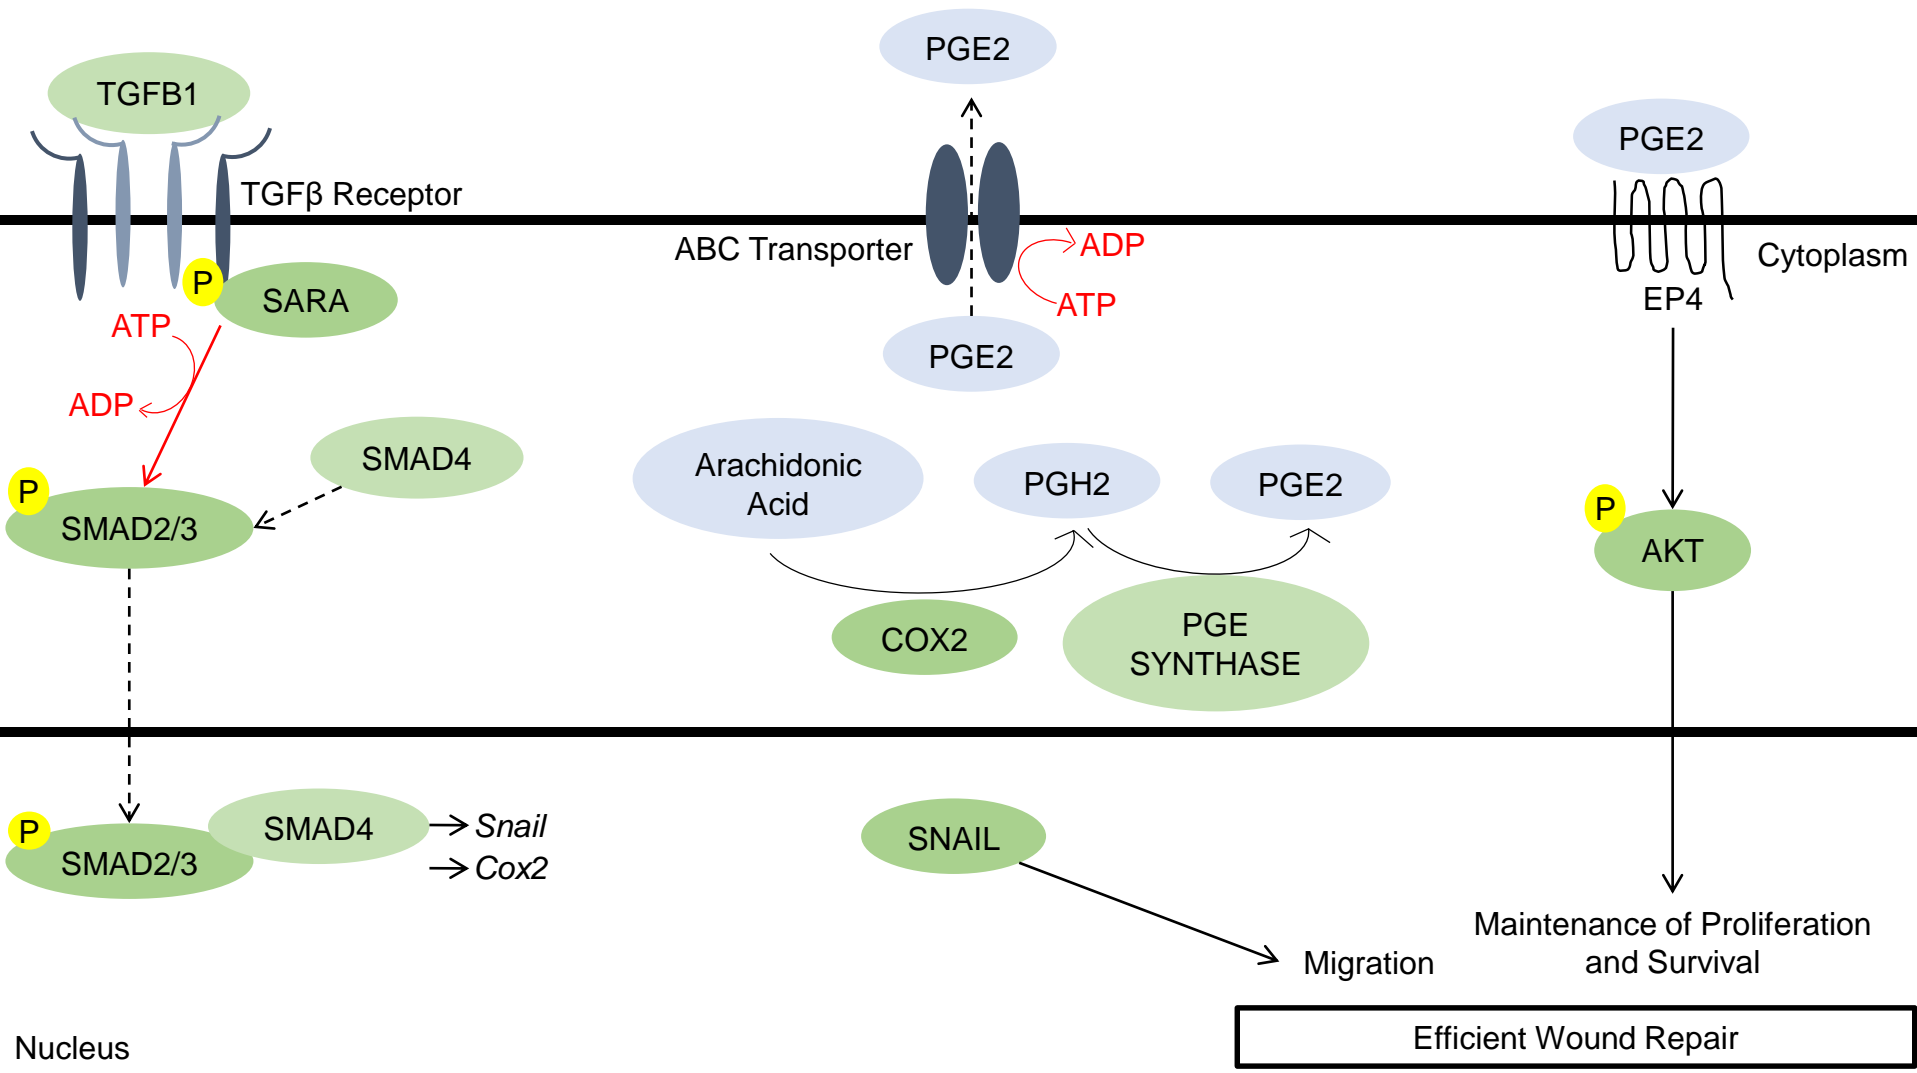 PGE2
TGFB1
PGE2
TGFβ Receptor
ABC Transporter
ADP
ATP
Cytoplasm
P
SARA
EP4
ATP
ADP
PGE2
SMAD4
P
SMAD2/3
Arachidonic
Acid
PGH2
PGE2
P
AKT
COX2
PGE
SYNTHASE
P
SMAD2/3
SMAD4
Snail
Cox2
SNAIL
Migration
Maintenance of Proliferation
and Survival
Efficient Wound Repair
Nucleus